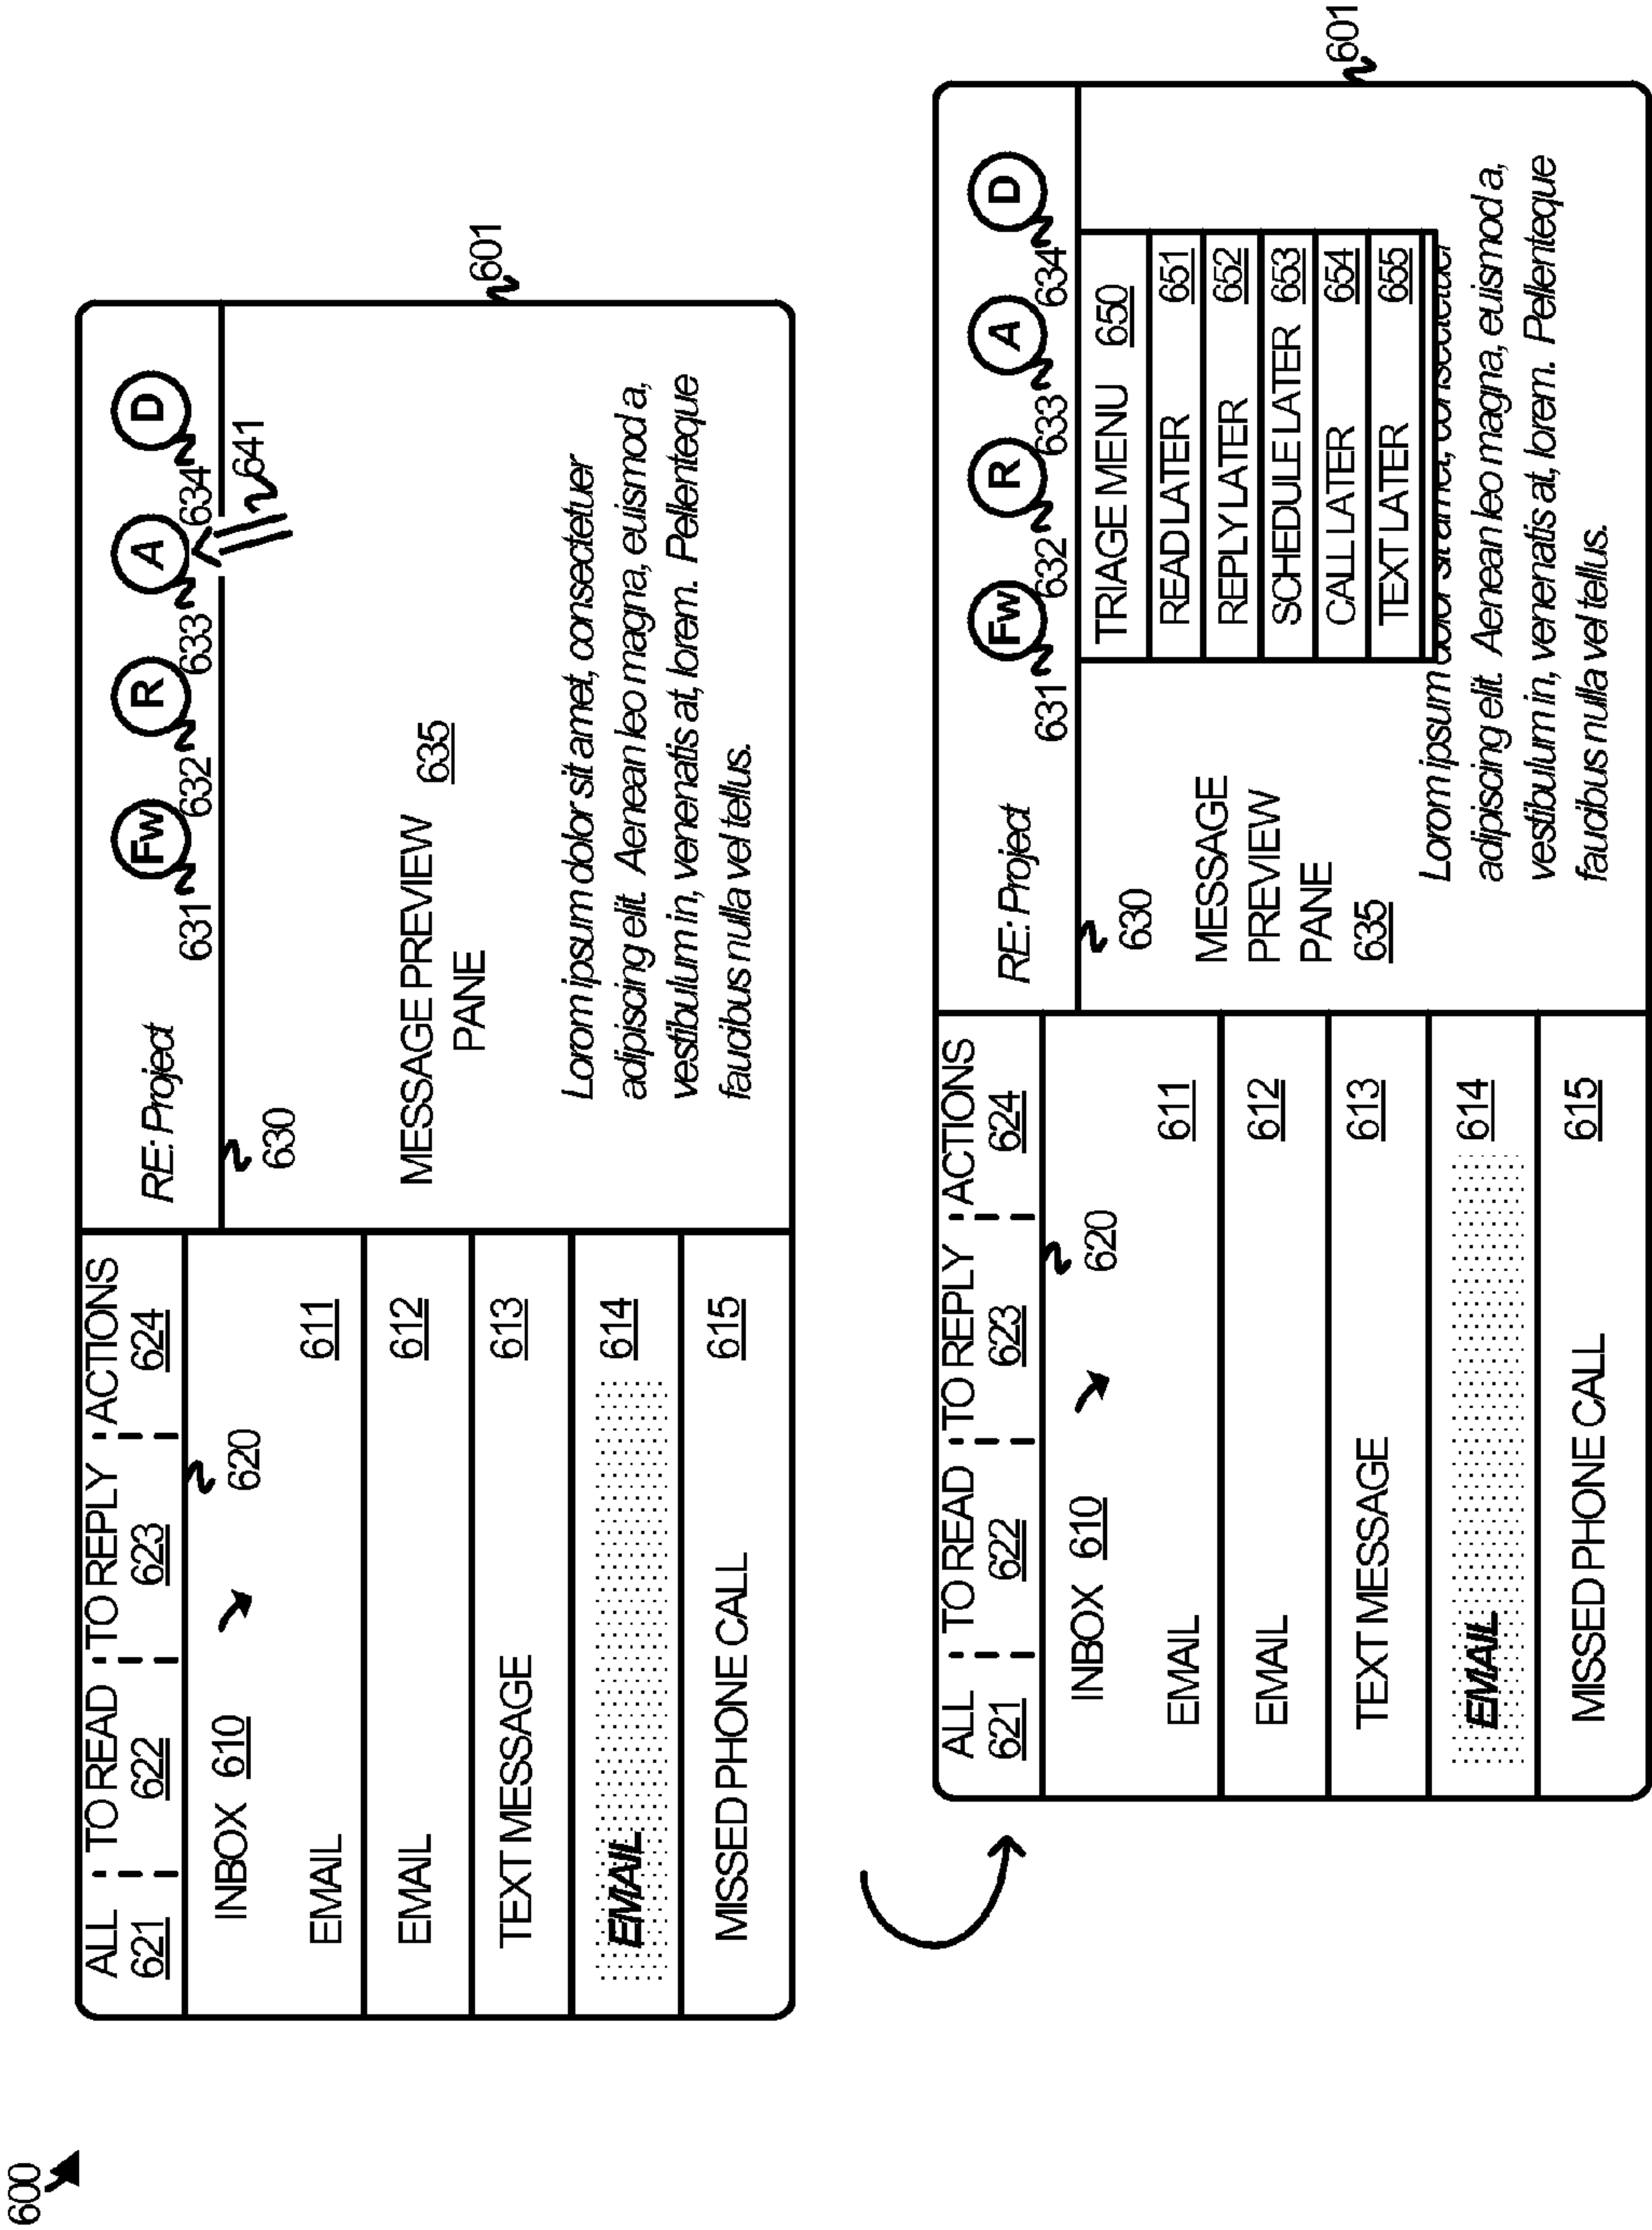 600
ALL TO READ TO REPLY ACTIONS
621 622 623 624
INBOX 610
620
EMAIL 611
EMAIL 612
TEXT MESSAGE 613
EMAIL 614
MISSED PHONE CALL 615
RE: Project
Fw R A D
631 632 633 634
641
630
601
MESSAGE PREVIEW
PANE
635
Lorom ipsum dolor sit amet, consectetuer
adipiscing elit. Aenean leo magna, euismod a,
vestibulum in, venenatis at, lorem. Pellenteque
faucibus nulla vel tellus.
ALL TO READ TO REPLY ACTIONS
621 622 623 624
INBOX 610
620
EMAIL 611
EMAIL 612
TEXT MESSAGE 613
EMAIL 614
MISSED PHONE CALL 615
RE: Project
Fw R A D
631 632 633 634
630
601
MESSAGE
PREVIEW
PANE
635
TRIAGE MENU 650
READ LATER 651
REPLY LATER 652
SCHEDULE LATER 653
CALL LATER 654
TEXT LATER 655
Lorom ipsum dolor sit amet, consectetuer
adipiscing elit. Aenean leo magna, euismod a,
vestibulum in, venenatis at, lorem. Pellenteque
faucibus nulla vel tellus.